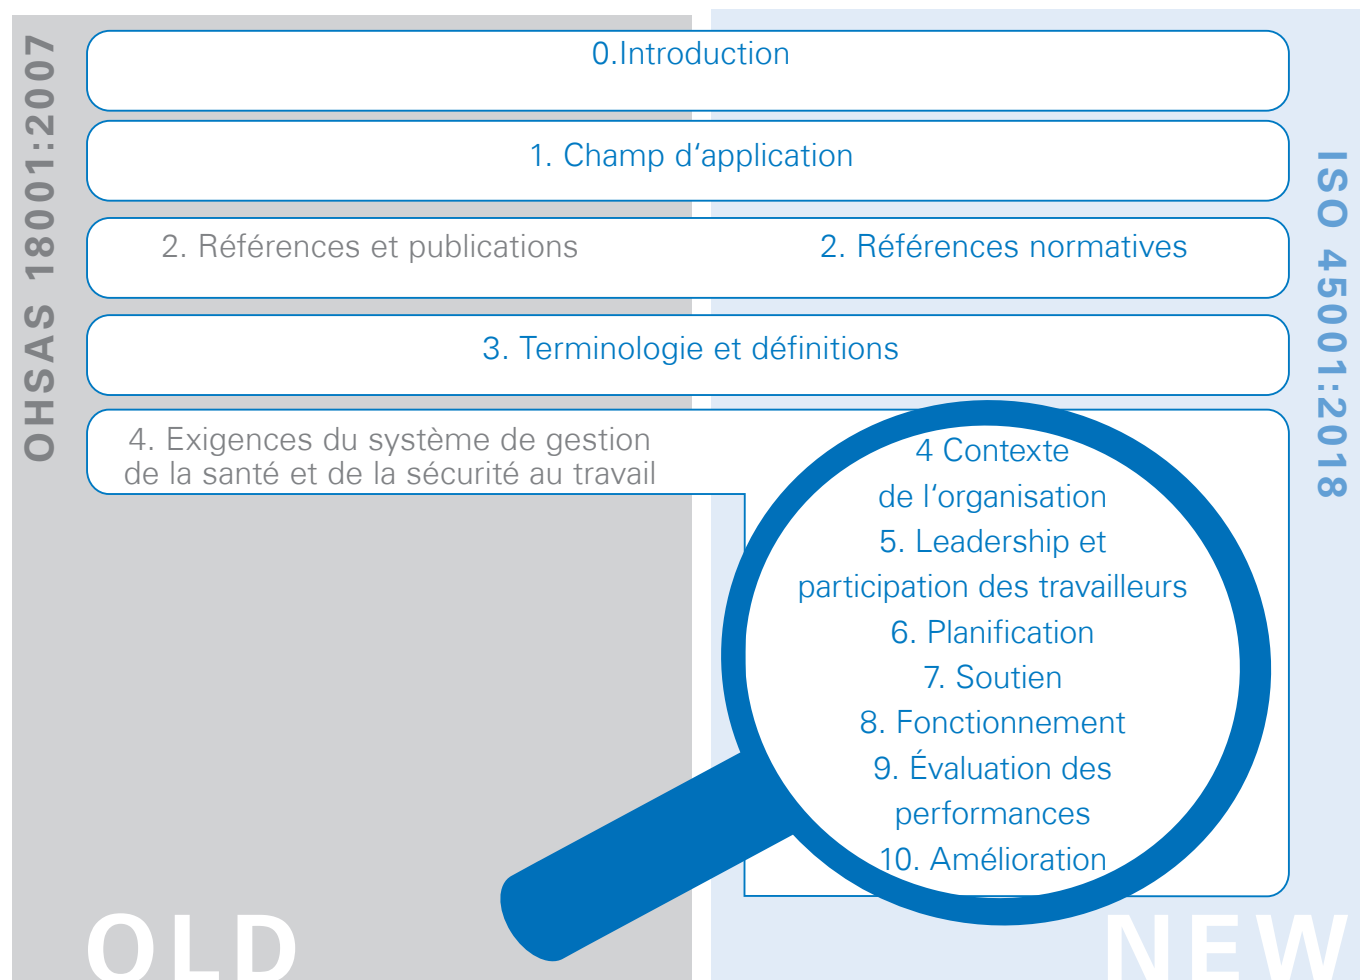 OHSAS 18001:2007
0.Introduction
1. Champ d‘application
2. Références et publications
2. Références normatives
3. Terminologie et définitions
4. Exigences du système de gestion
de la santé et de la sécurité au travail
4 Contexte
de l‘organisation
5. Leadership et
participation des travailleurs
6. Planification
7. Soutien
8. Fonctionnement
9. Évaluation des
performances
10. Amélioration
ISO 45001:2018
OLD
NEW